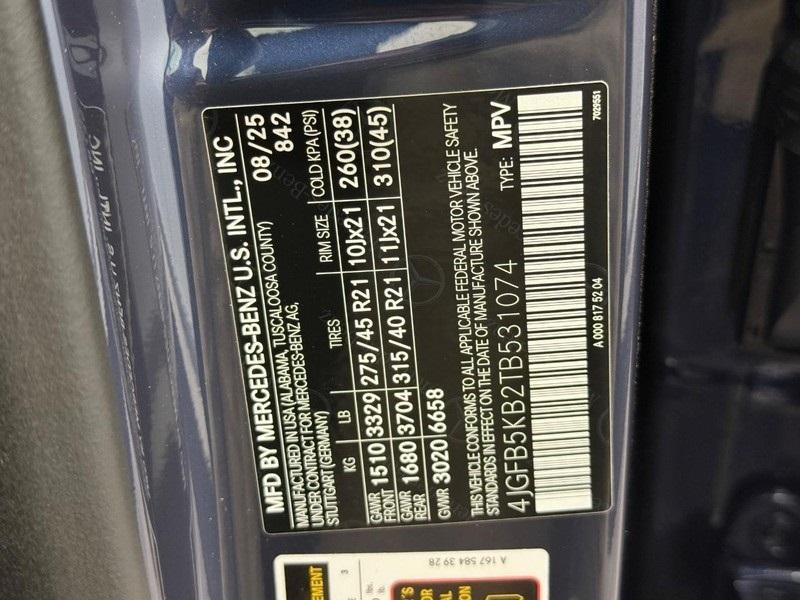 MFD BY MERCEDES-BENZ U.S. INTL., INC
MANUFACTURED IN USA (ALABAMA, TUSCALOOSA COUNTY)
UNDER CONTRACT FOR MERCEDES-BENZ AG,
STUTTGART (GERMANY)
08/25
842
KG LB TIRES RIM SIZE COLD KPA (PSI)
GAWR FRONT 1510 3329 275/45 R21 10Jx21 260(38)
GAWR REAR 1680 3704 315/40 R21 11Jx21 310(45)
GVWR 3020 6658
THIS VEHICLE CONFORMS TO ALL APPLICABLE FEDERAL MOTOR VEHICLE SAFETY
STANDARDS IN EFFECT ON THE DATE OF MANUFACTURE SHOWN ABOVE.
4JGFB5KB2TB531074 TYPE: MPV
A 000 817 52 04
7029551
A 167 584 39 28